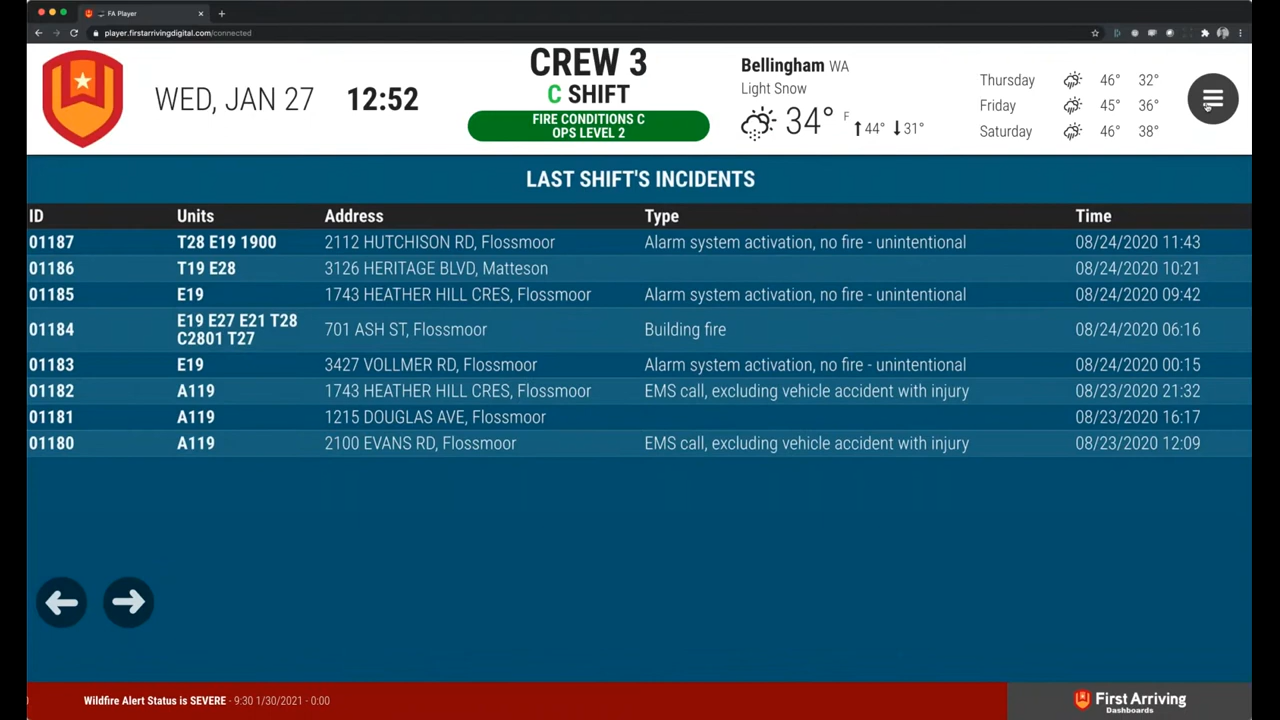 FA Player
player.firstarrivingdigital.com/connected
WED, JAN 27
12:52
CREW 3
C SHIFT
FIRE CONDITIONS C
OPS LEVEL 2
Bellingham WA
Light Snow
34° F 44° 31°
Thursday 46° 32°
Friday 45° 36°
Saturday 46° 38°
LAST SHIFT'S INCIDENTS
ID Units Address Type Time
01187 T28 E19 1900 2112 HUTCHISON RD, Flossmoor Alarm system activation, no fire - unintentional 08/24/2020 11:43
01186 T19 E28 3126 HERITAGE BLVD, Matteson 08/24/2020 10:21
01185 E19 1743 HEATHER HILL CRES, Flossmoor Alarm system activation, no fire - unintentional 08/24/2020 09:42
01184 E19 E27 E21 T28
C2801 T27 701 ASH ST, Flossmoor Building fire 08/24/2020 06:16
01183 E19 3427 VOLLMER RD, Flossmoor Alarm system activation, no fire - unintentional 08/24/2020 00:15
01182 A119 1743 HEATHER HILL CRES, Flossmoor EMS call, excluding vehicle accident with injury 08/23/2020 21:32
01181 A119 1215 DOUGLAS AVE, Flossmoor 08/23/2020 16:17
01180 A119 2100 EVANS RD, Flossmoor EMS call, excluding vehicle accident with injury 08/23/2020 12:09
Wildfire Alert Status is SEVERE - 9:30 1/30/2021 - 0:00
First Arriving
Dashboards